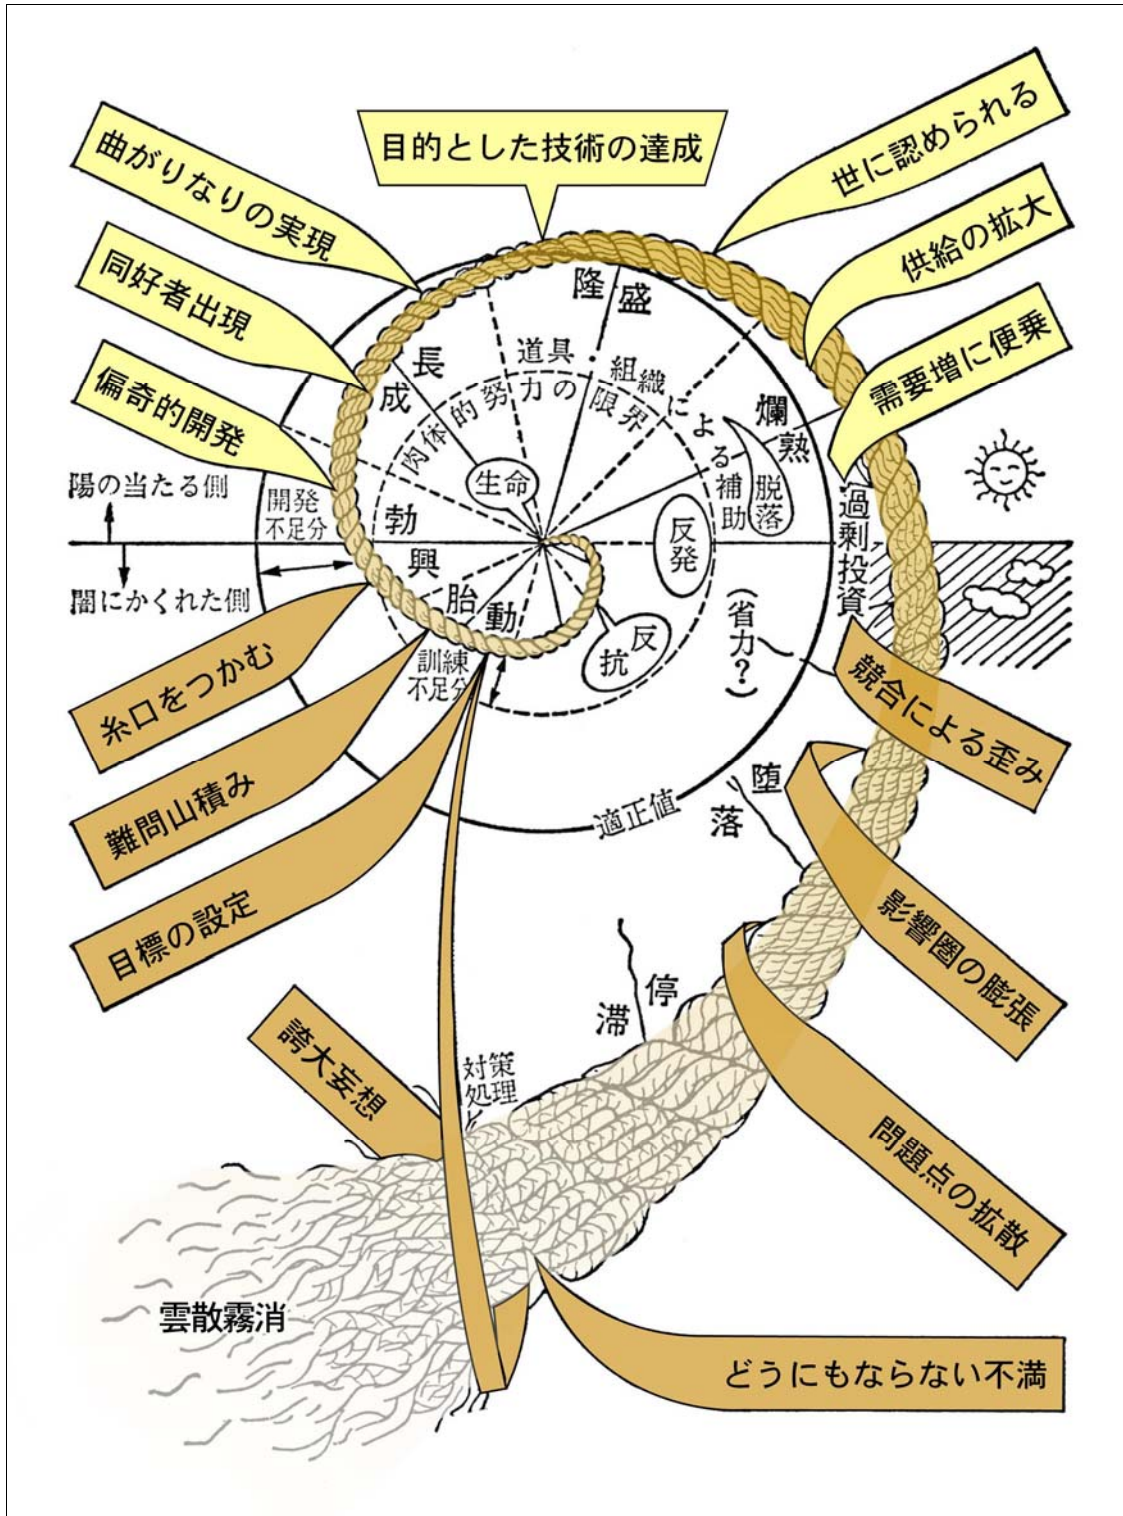 目的とした技術の達成
世に認められる
曲がりなりの実現
供給の拡大
同好者出現
需要増に便乗
偏奇的開発
隆盛
成長
道具・組織による補助
肉体的努力の限界
爛熟
脱落
生命
陽の当たる側
開発
不足分
勃興
反発
過剰投資
闇にかくれた側
胎動
反抗
(省力?)
訓練
不足分
糸口をつかむ
競合による歪み
難問山積み
適正値
堕落
目標の設定
影響圏の膨張
停滞
誇大妄想
対策
処理
問題点の拡散
雲散霧消
どうにもならない不満